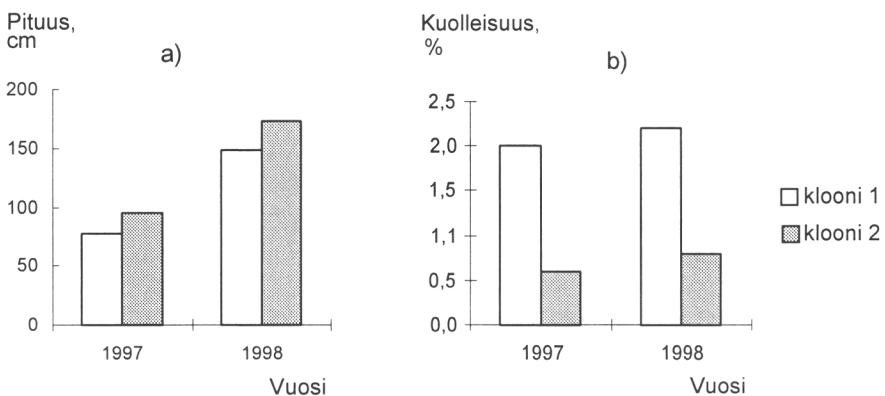 Pituus,
cm
a)
200
150
100
50
0
1997
1998
Vuosi
Kuolleisuus,
%
b)
2,5
2,0
1,5
1,1
0,5
0,0
1997
1998
Vuosi
klooni 1
klooni 2